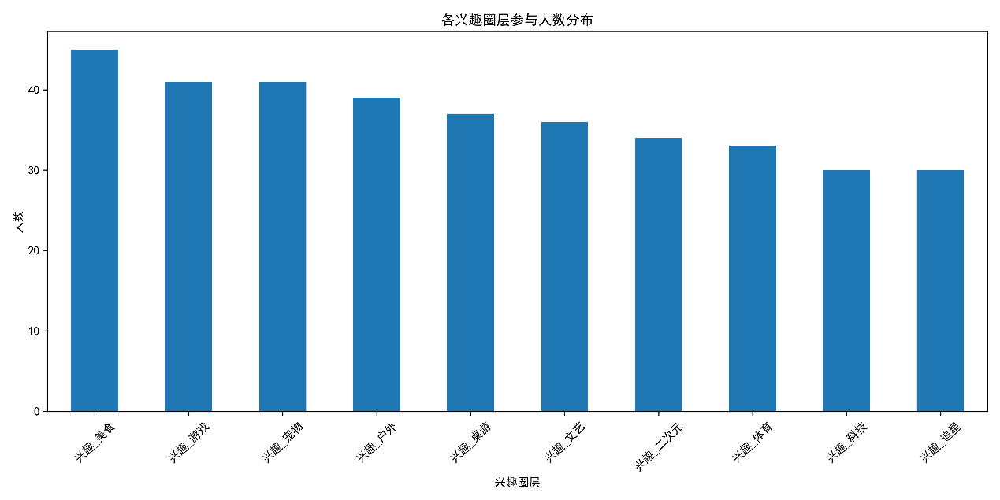 各兴趣圈层参与人数分布
人数
40
30
20
10
0
兴趣_美食
兴趣_游戏
兴趣_宠物
兴趣_户外
兴趣_桌游
兴趣_文艺
兴趣_二次元
兴趣_体育
兴趣_科技
兴趣_追星
兴趣圈层